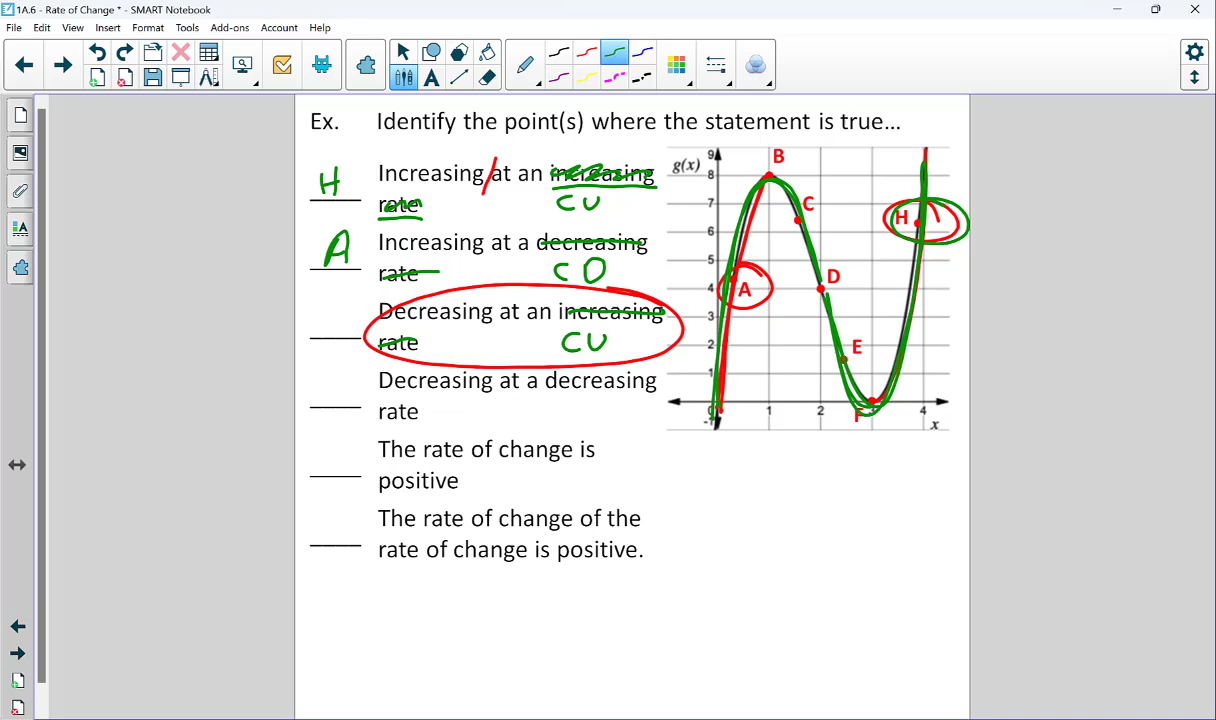 1A.6 - Rate of Change * - SMART Notebook
File Edit View Insert Format Tools Add-ons Account Help
Ex. Identify the point(s) where the statement is true...
H Increasing at an increasing
rate CU
A Increasing at a decreasing
rate CD
Decreasing at an increasing
rate CU
Decreasing at a decreasing
rate
The rate of change is
positive
The rate of change of the
rate of change is positive.
g(x)
9
8
7
6
5
4
3
2
1
0
-1
1 2 3 4
x
A
B
C
D
E
F
H